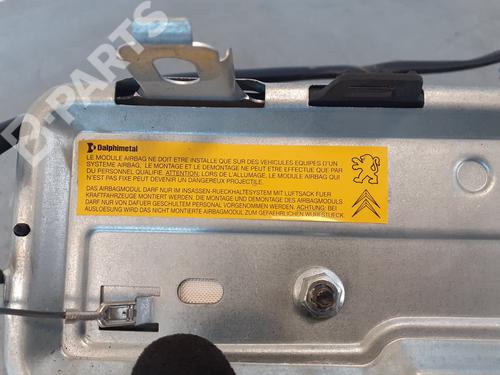 D-PARTS
Dalphimetal
LE MODULE AIRBAG NE DOIT ETRE INSTALLE QUE SUR DES VEHICULES EQUIPES D'UN
SYSTEME AIRBAG, LE MONTAGE ET LE DEMONTAGE NE PEUT ETRE EFFECTUE QUE PAR
DU PERSONNEL QUALIFIE. ATTENTION: LORS DE L'ALLUMAGE, LE MODULE AIRBAG QUI
N'EST PAS FIXE PEUT DEVENIR UN DANGEREUX PROJECTILE.
DAS AIRBAGMODUL DARF NUR IM INSASSEN-RUECKHALTESYSTEM MIT LUFTSACK FUER
KRAFTFAHRZEUGE MONTIERT WERDEN. DIE MONTAGE UND DEMONTAGE DES AIRBAGMODULS
DARF NUR VON DAFUER GESCHULTEM PERSONAL VORGENOMMEN WERDEN. ACHTUNG: BEI
AUSLOESUNG WIRD DAS NICHT MONTIERTE AIRBAGMODUL ZUM GEFAEHRLICHEN WURFSTUECK.